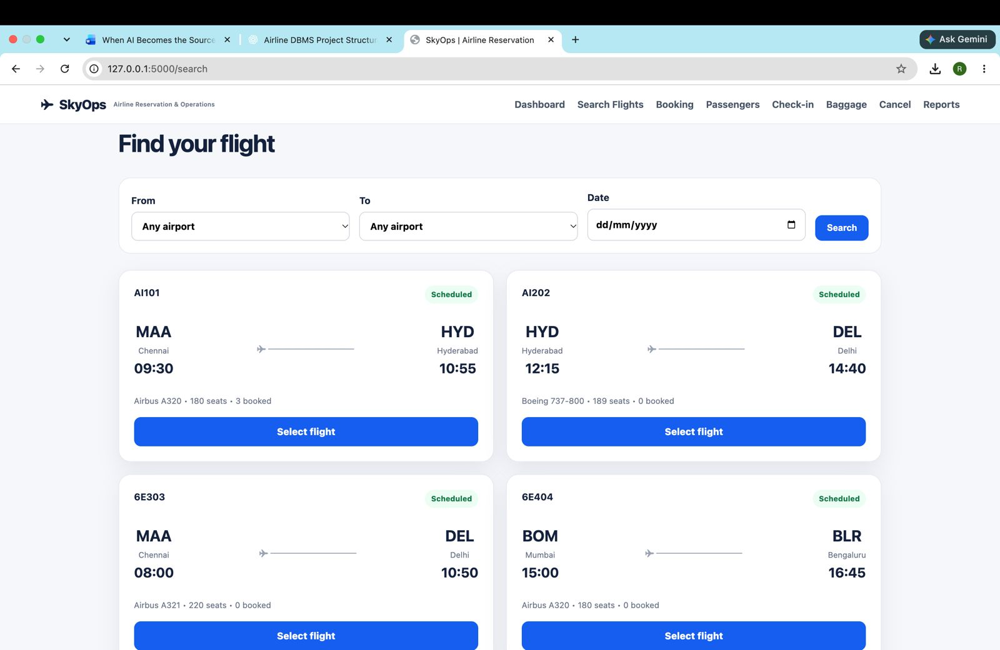 When AI Becomes the Source
Airline DBMS Project Structur
SkyOps | Airline Reservation
Ask Gemini
127.0.0.1:5000/search
R
SkyOps Airline Reservation & Operations
Dashboard Search Flights Booking Passengers Check-in Baggage Cancel Reports
Find your flight
From
Any airport
To
Any airport
Date
dd/mm/yyyy
Search
AI101
Scheduled
MAA
Chennai
09:30
HYD
Hyderabad
10:55
Airbus A320 • 180 seats • 3 booked
Select flight
AI202
Scheduled
HYD
Hyderabad
12:15
DEL
Delhi
14:40
Boeing 737-800 • 189 seats • 0 booked
Select flight
6E303
Scheduled
MAA
Chennai
08:00
DEL
Delhi
10:50
Airbus A321 • 220 seats • 0 booked
Select flight
6E404
Scheduled
BOM
Mumbai
15:00
BLR
Bengaluru
16:45
Airbus A320 • 180 seats • 0 booked
Select flight